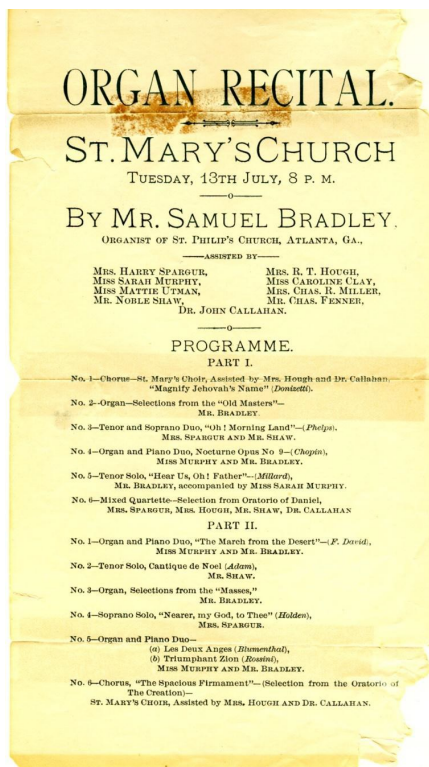 ORGAN RECITAL.
ST. MARY'S CHURCH
TUESDAY, 13TH JULY, 8 P. M.
BY MR. SAMUEL BRADLEY.
ORGANIST OF ST. PHILIP'S CHURCH, ATLANTA, GA.,
ASSISTED BY
MRS. HARRY SPARGUR, MRS. R. T. HOUGH,
MISS SARAH MURPHY, MISS CAROLINE CLAY,
MISS MATTIE UTMAN, MRS. CHAS. R. MILLER,
MR. NOBLE SHAW, MR. CHAS. FENNER,
DR. JOHN CALLAHAN.
PROGRAMME.
PART I.
No. 1—Chorus—St. Mary's Choir, Assisted by Mrs. Hough and Dr. Callahan.
"Magnify Jehovah's Name" (Donizetti).
No. 2—Organ—Selections from the "Old Masters"—
MR. BRADLEY.
No. 3—Tenor and Soprano Duo, "Oh! Morning Land"—(Phelps),
MRS. SPARGUR AND MR. SHAW.
No. 4—Organ and Piano Duo, Nocturne Opus No 9—(Chopin),
MISS MURPHY AND MR. BRADLEY.
No. 5—Tenor Solo, "Hear Us, Oh! Father"—(Millard),
MR. BRADLEY, accompanied by MISS SARAH MURPHY.
No. 6—Mixed Quartette—Selection from Oratorio of Daniel,
MRS. SPARGUR, MRS. HOUGH, MR. SHAW, DR. CALLAHAN
PART II.
No. 1—Organ and Piano Duo, "The March from the Desert"—(F. David),
MISS MURPHY AND MR. BRADLEY.
No. 2—Tenor Solo, Cantique de Noel (Adam),
MR. SHAW.
No. 3—Organ, Selections from the "Masses,"
MR. BRADLEY.
No. 4—Soprano Solo, "Nearer, my God, to Thee" (Holden),
MRS. SPARGUR.
No. 5—Organ and Piano Duo—
(a) Les Deux Anges (Blumenthal),
(b) Triumphant Zion (Rossini),
MISS MURPHY AND MR. BRADLEY.
No. 6—Chorus, "The Spacious Firmament"—(Selection from the Oratorio of
The Creation)—
ST. MARY'S CHOIR, Assisted by MRS. HOUGH AND DR. CALLAHAN.